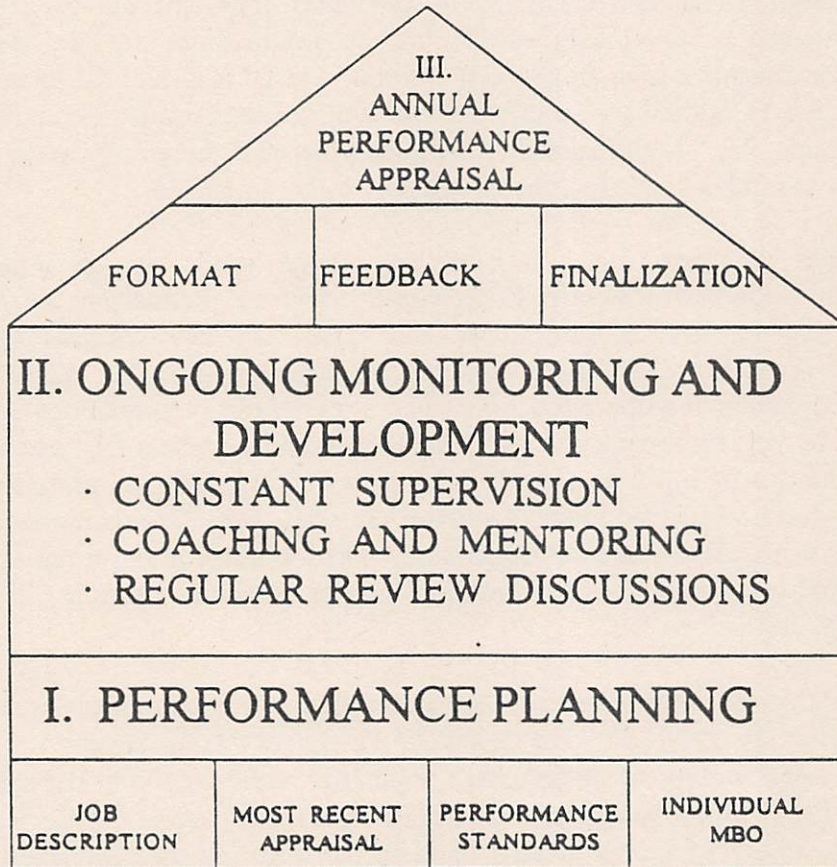 III.
ANNUAL
PERFORMANCE
APPRAISAL
FORMAT
FEEDBACK
FINALIZATION
II. ONGOING MONITORING AND
DEVELOPMENT
· CONSTANT SUPERVISION
· COACHING AND MENTORING
· REGULAR REVIEW DISCUSSIONS
I. PERFORMANCE PLANNING
JOB
DESCRIPTION
MOST RECENT
APPRAISAL
PERFORMANCE
STANDARDS
INDIVIDUAL
MBO